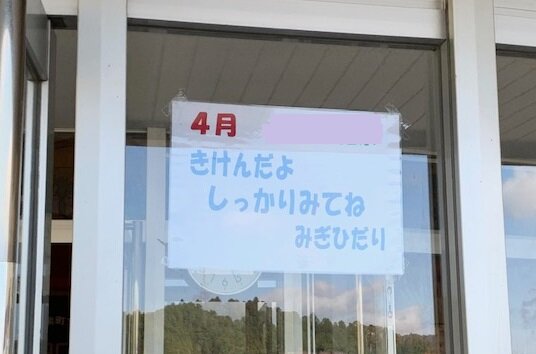 4月
きけんだよ
しっかりみてね
みぎひだり